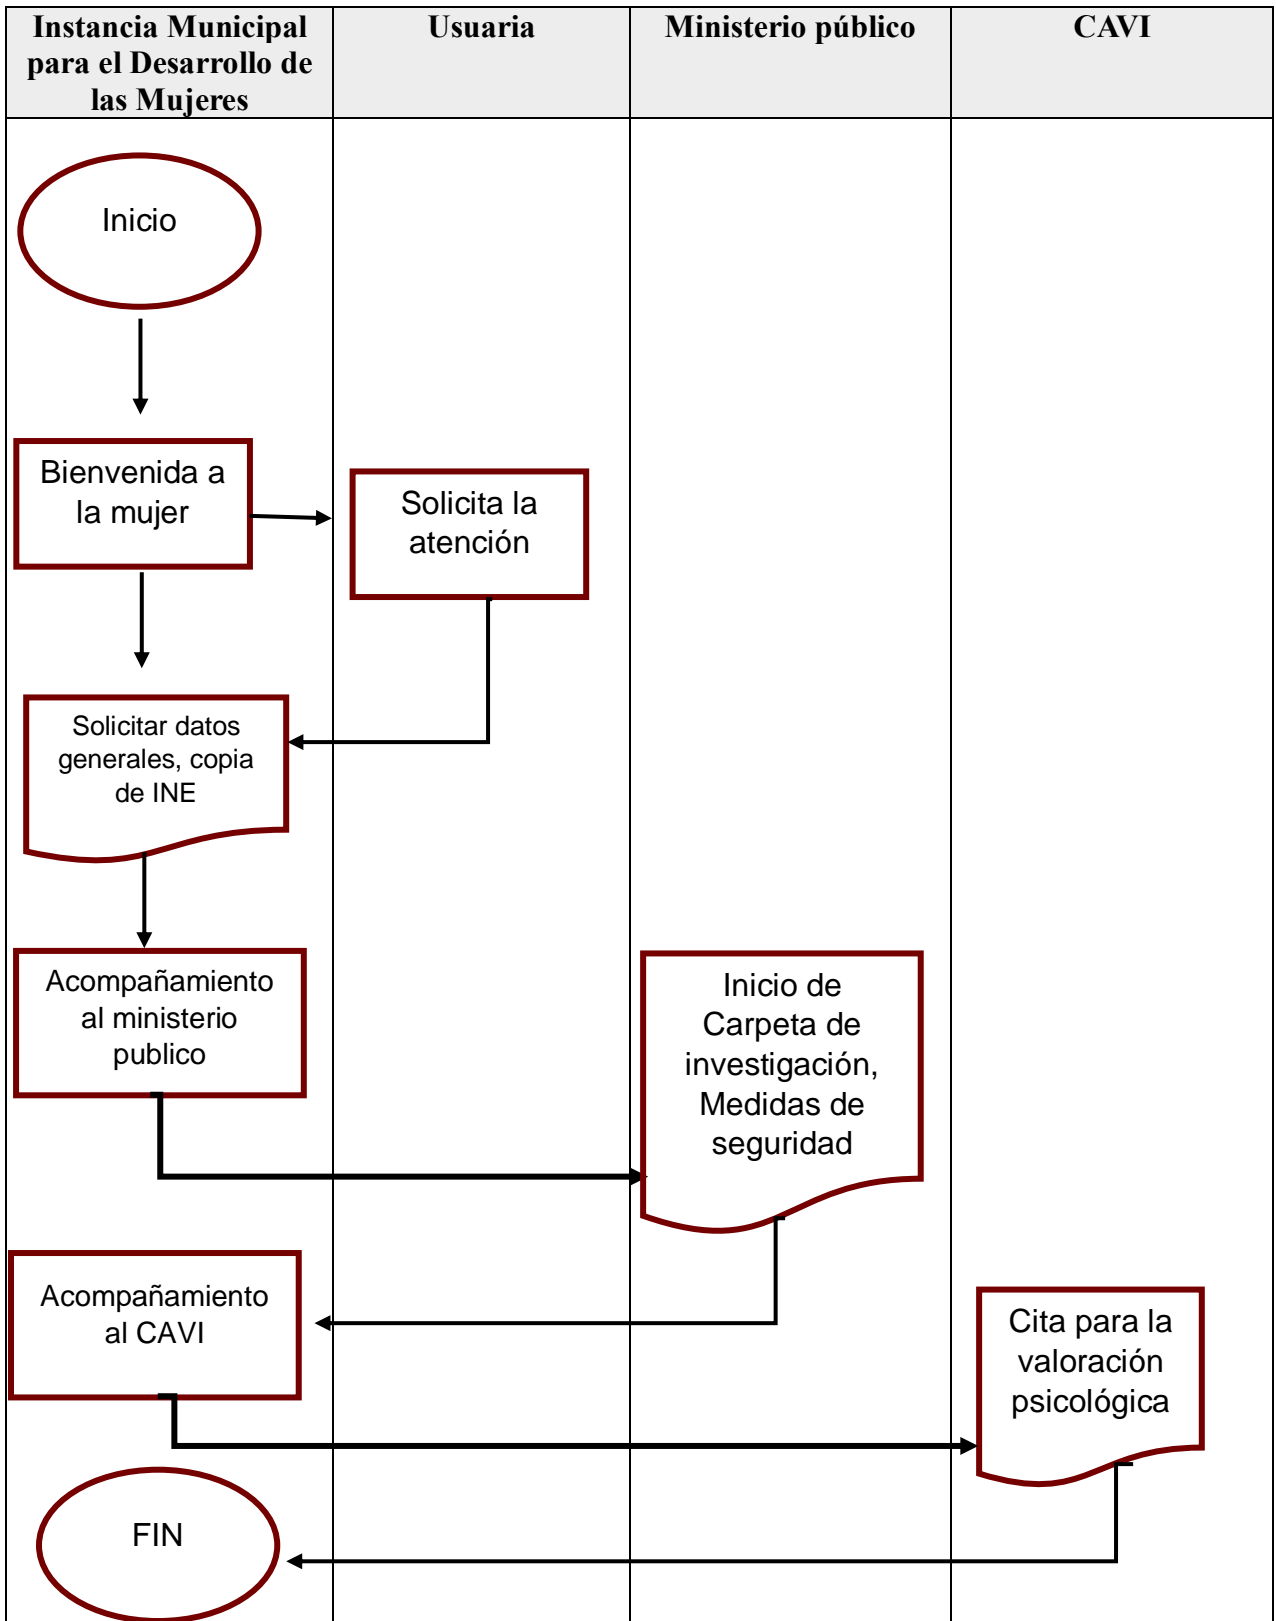 Instancia Municipal
para el Desarrollo de
las Mujeres
Usuaria
Ministerio público
CAVI
Inicio
Bienvenida a
la mujer
Solicita la
atención
Solicitar datos
generales, copia
de INE
Acompañamiento
al ministerio
publico
Inicio de
Carpeta de
investigación,
Medidas de
seguridad
Acompañamiento
al CAVI
Cita para la
valoración
psicológica
FIN